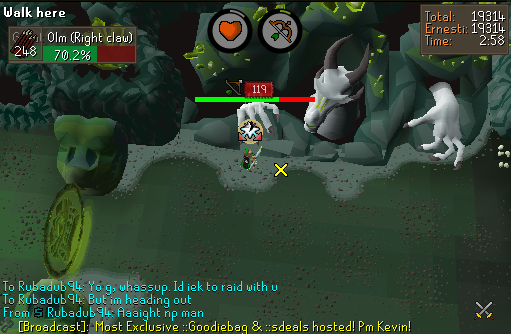 Walk here
Olm (Right claw)
248
70.2%
Total: 19314
Ernesti: 19314
Time: 2:58
119
To Rubadub94: Yo g, whassup. Id iek to raid with u
To Rubadub94: But im heading out
From Rubadub94: Aaaight np man
[Broadcast]: Most Exclusive ::Goodiebag & ::sdeals hosted! Pm Kevin!